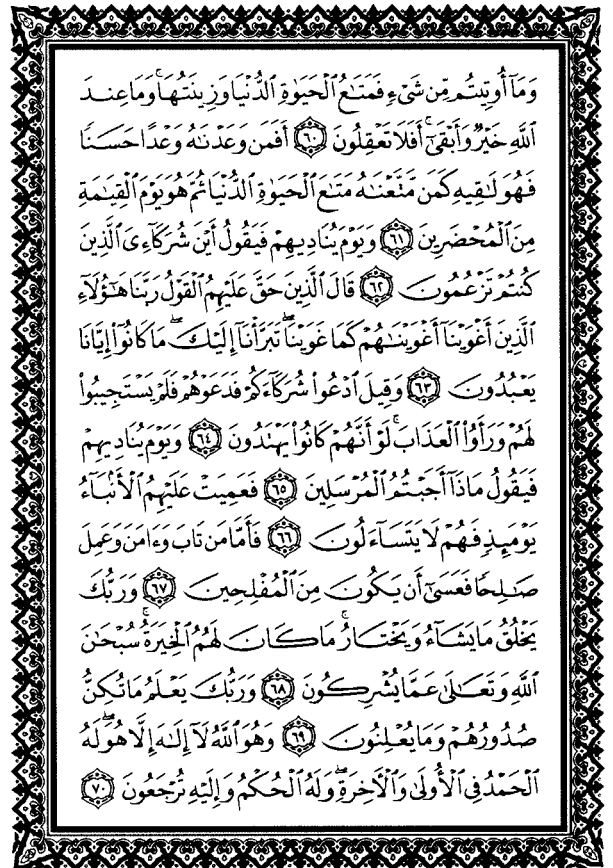 وَمَآ أُوتِيتُم مِّن شَىْءٍ فَمَتَٰعُ ٱلْحَيَوٰةِ ٱلدُّنْيَا وَزِينَتُهَا ۚ وَمَا عِندَ
ٱللَّهِ خَيْرٌ وَأَبْقَىٰٓ ۚ أَفَلَا تَعْقِلُونَ ﴿٦٠﴾ أَفَمَن وَعَدْنَٰهُ وَعْدًا حَسَنًا
فَهُوَ لَٰقِيهِ كَمَن مَّتَّعْنَٰهُ مَتَٰعَ ٱلْحَيَوٰةِ ٱلدُّنْيَا ثُمَّ هُوَ يَوْمَ ٱلْقِيَٰمَةِ
مِنَ ٱلْمُحْضَرِينَ ﴿٦١﴾ وَيَوْمَ يُنَادِيهِمْ فَيَقُولُ أَيْنَ شُرَكَآءِىَ ٱلَّذِينَ
كُنتُمْ تَزْعُمُونَ ﴿٦٢﴾ قَالَ ٱلَّذِينَ حَقَّ عَلَيْهِمُ ٱلْقَوْلُ رَبَّنَا هَٰٓؤُلَآءِ
ٱلَّذِينَ أَغْوَيْنَآ أَغْوَيْنَٰهُمْ كَمَا غَوَيْنَا ۖ تَبَرَّأْنَآ إِلَيْكَ ۖ مَا كَانُوٓا۟ إِيَّانَا
يَعْبُدُونَ ﴿٦٣﴾ وَقِيلَ ٱدْعُوا۟ شُرَكَآءَكُمْ فَدَعَوْهُمْ فَلَمْ يَسْتَجِيبُوا۟
لَهُمْ وَرَأَوُا۟ ٱلْعَذَابَ ۚ لَوْ أَنَّهُمْ كَانُوا۟ يَهْتَدُونَ ﴿٦٤﴾ وَيَوْمَ يُنَادِيهِمْ
فَيَقُولُ مَاذَآ أَجَبْتُمُ ٱلْمُرْسَلِينَ ﴿٦٥﴾ فَعَمِيَتْ عَلَيْهِمُ ٱلْأَنۢبَآءُ
يَوْمَئِذٍ فَهُمْ لَا يَتَسَآءَلُونَ ﴿٦٦﴾ فَأَمَّا مَن تَابَ وَءَامَنَ وَعَمِلَ
صَٰلِحًا فَعَسَىٰٓ أَن يَكُونَ مِنَ ٱلْمُفْلِحِينَ ﴿٦٧﴾ وَرَبُّكَ
يَخْلُقُ مَا يَشَآءُ وَيَخْتَارُ ۗ مَا كَانَ لَهُمُ ٱلْخِيَرَةُ ۚ سُبْحَٰنَ
ٱللَّهِ وَتَعَٰلَىٰ عَمَّا يُشْرِكُونَ ﴿٦٨﴾ وَرَبُّكَ يَعْلَمُ مَا تُكِنُّ
صُدُورُهُمْ وَمَا يُعْلِنُونَ ﴿٦٩﴾ وَهُوَ ٱللَّهُ لَآ إِلَٰهَ إِلَّا هُوَ ۖ لَهُ
ٱلْحَمْدُ فِى ٱلْأُولَىٰ وَٱلْءَاخِرَةِ ۖ وَلَهُ ٱلْحُكْمُ وَإِلَيْهِ تُرْجَعُونَ ﴿٧٠﴾